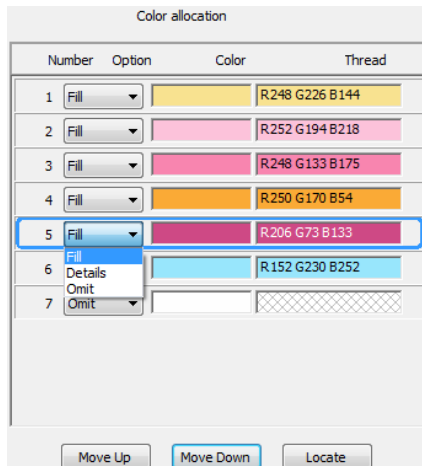 Color allocation
Number Option Color Thread
1 Fill R248 G226 B144
2 Fill R252 G194 B218
3 Fill R248 G133 B175
4 Fill R250 G170 B54
5 Fill R206 G73 B133
Fill
6 Details R152 G230 B252
Omit
7 Omit
Move Up Move Down Locate